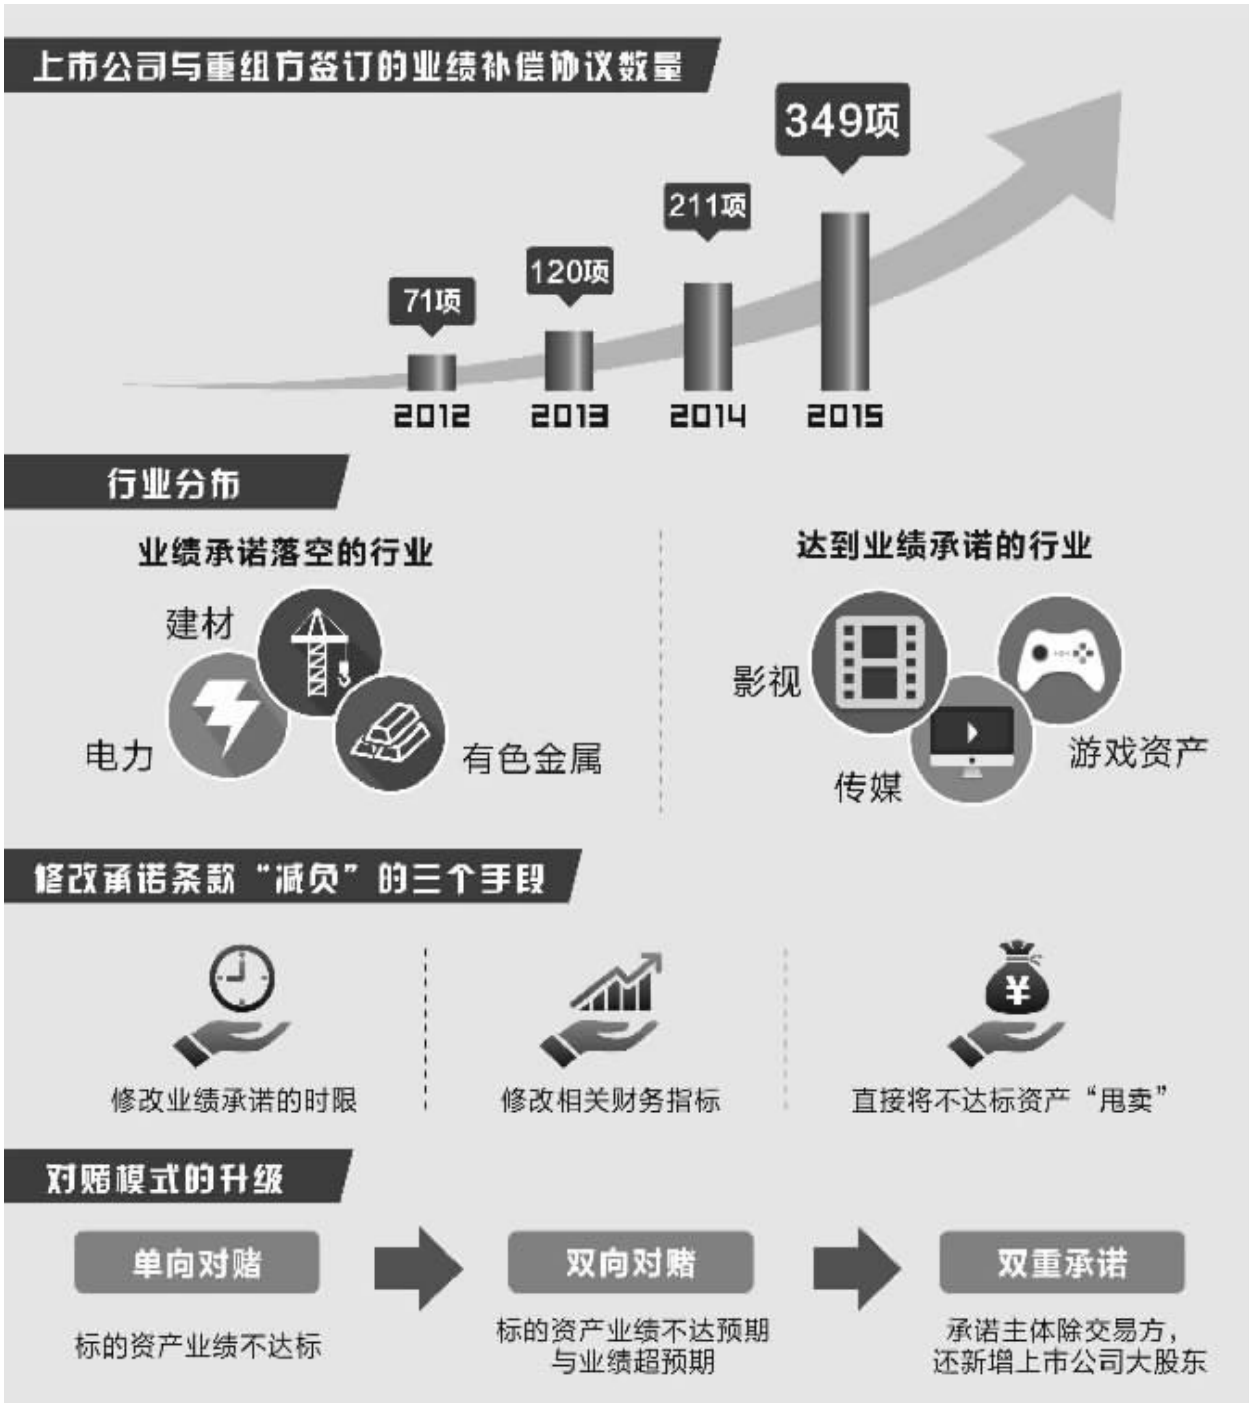 上市公司与重组方签订的业绩补偿协议数量
349项
211项
120项
71项
2012
2013
2014
2015
行业分布
业绩承诺落空的行业
建材
电力
有色金属
达到业绩承诺的行业
影视
传媒
游戏资产
修改承诺条款“减负”的三个手段
¥
修改业绩承诺的时限
修改相关财务指标
直接将不达标资产“甩卖”
对赌模式的升级
单向对赌
标的资产业绩不达标
双向对赌
标的资产业绩不达预期
与业绩超预期
双重承诺
承诺主体除交易方，
还新增上市公司大股东